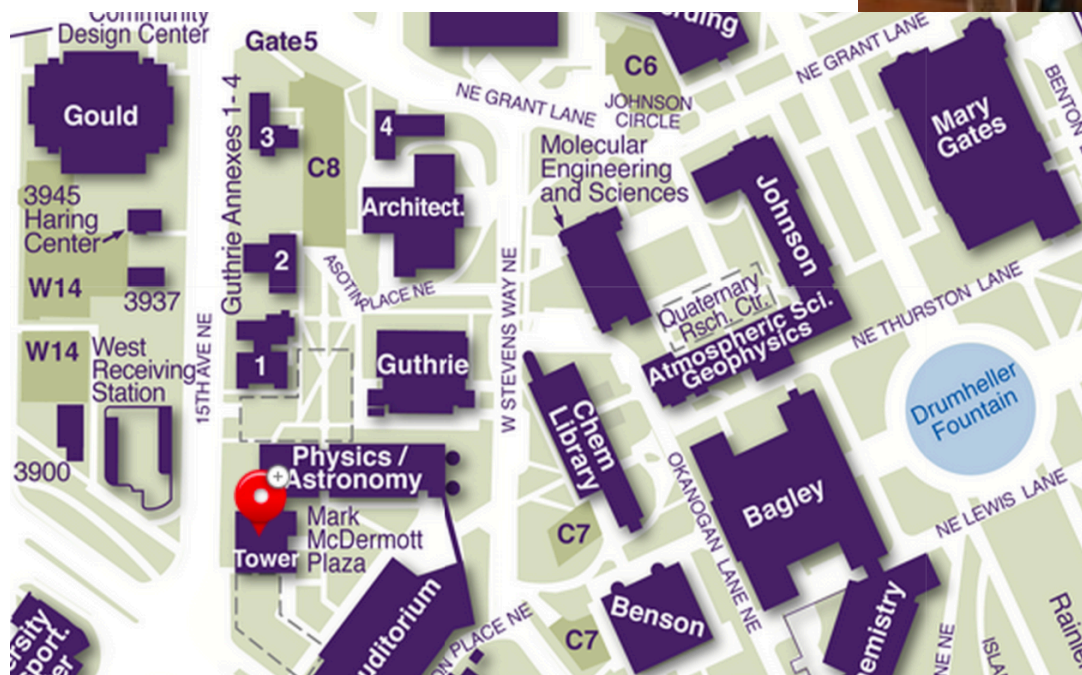 Community
Design Center
Gate5
Gould
Guthrie Annexes 1- 4
3
C8
4
Architect.
C6
JOHNSON
CIRCLE
NE GRANT LANE
NE GRANT LANE
Molecular
Engineering
and Sciences
Johnson
Mary
Gates
BENTON
3945
Haring
Center
W14
3937
2
ASOTIN PLACE NE
W STEVENS WAY NE
Quaternary
Rsch. Ctr.
Atmospheric Sci.
Geophysics
NE THURSTON LANE
W14
West
Receiving
Station
15TH AVE NE
1
Guthrie
Chem
Library
Drumheller
Fountain
3900
Physics /
Astronomy
Tower
Mark
McDermott
Plaza
OKANOGAN LANE NE
Bagley
NE LEWIS LANE
C7
C7
Benson
PLACE NE
NE